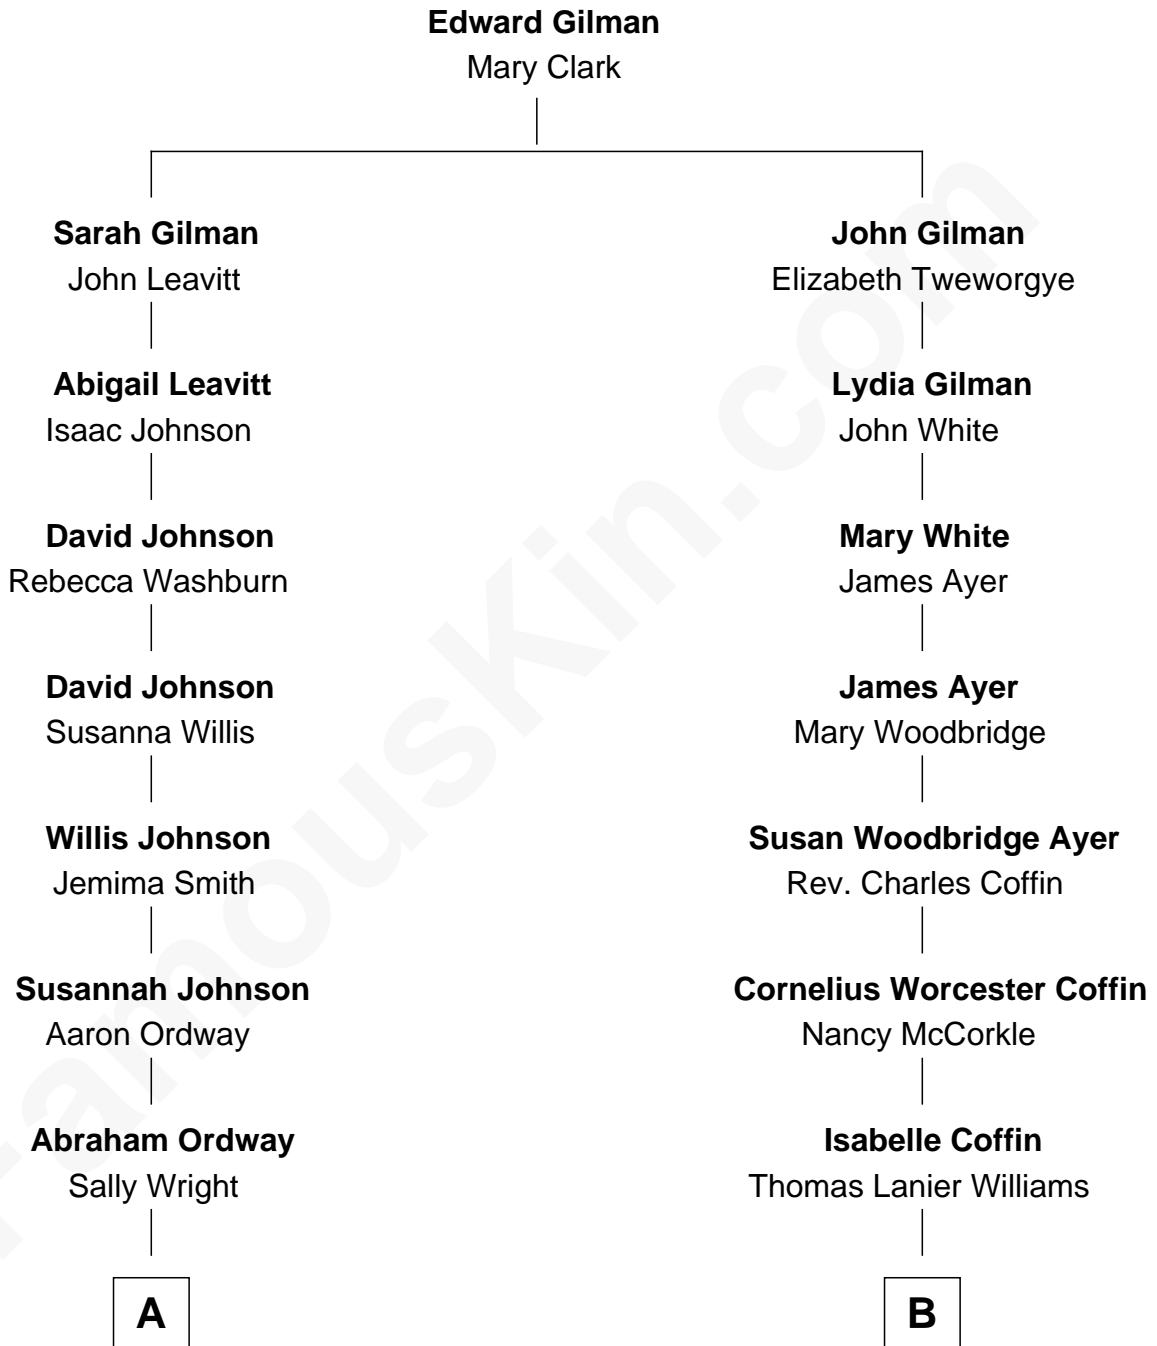 Edward Gilman
Mary Clark
Sarah Gilman
John Leavitt
John Gilman
Elizabeth Tweworgye
Abigail Leavitt
Isaac Johnson
Lydia Gilman
John White
David Johnson
Rebecca Washburn
Mary White
James Ayer
David Johnson
Susanna Willis
James Ayer
Mary Woodbridge
Willis Johnson
Jemima Smith
Susan Woodbridge Ayer
Rev. Charles Coffin
Susannah Johnson
Aaron Ordway
Cornelius Worcester Coffin
Nancy McCorkle
Abraham Ordway
Sally Wright
Isabelle Coffin
Thomas Lanier Williams
A
B
FamousKin.com